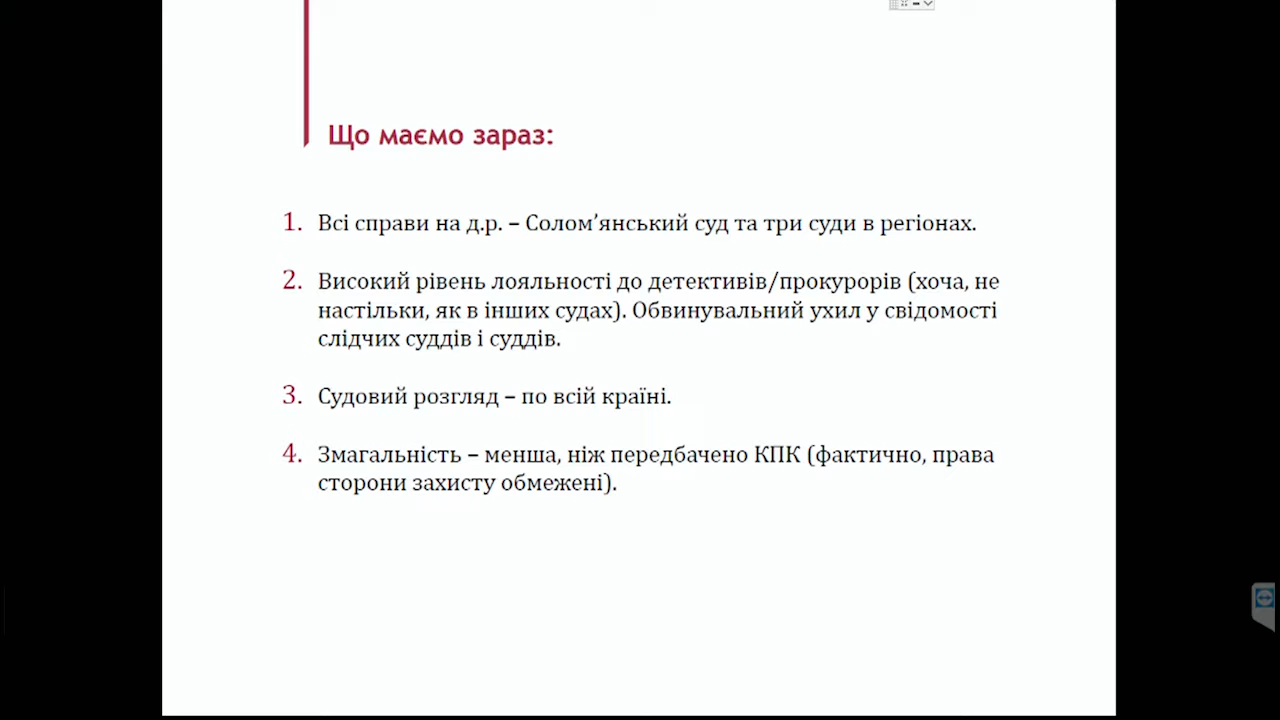 Що маємо зараз:
1. Всі справи на д.р. – Солом’янський суд та три суди в регіонах.
2. Високий рівень лояльності до детективів/прокурорів (хоча, не
настільки, як в інших судах). Обвинувальний ухил у свідомості
слідчих суддів і суддів.
3. Судовий розгляд – по всій країні.
4. Змагальність – менша, ніж передбачено КПК (фактично, права
сторони захисту обмежені).